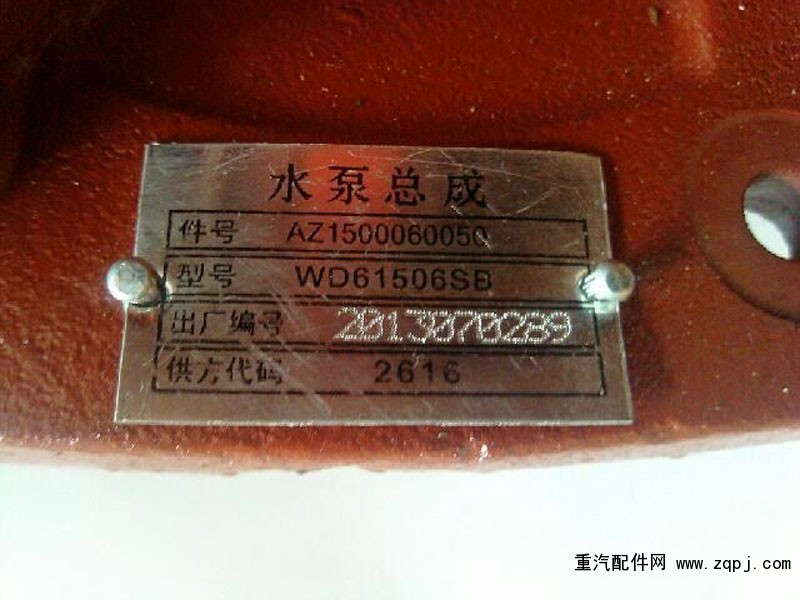 水泵总成
件号 AZ1500060050
型号 WD61506SB
出厂编号 2013070289
供方代码 2616
重汽配件网 www.zqpj.com